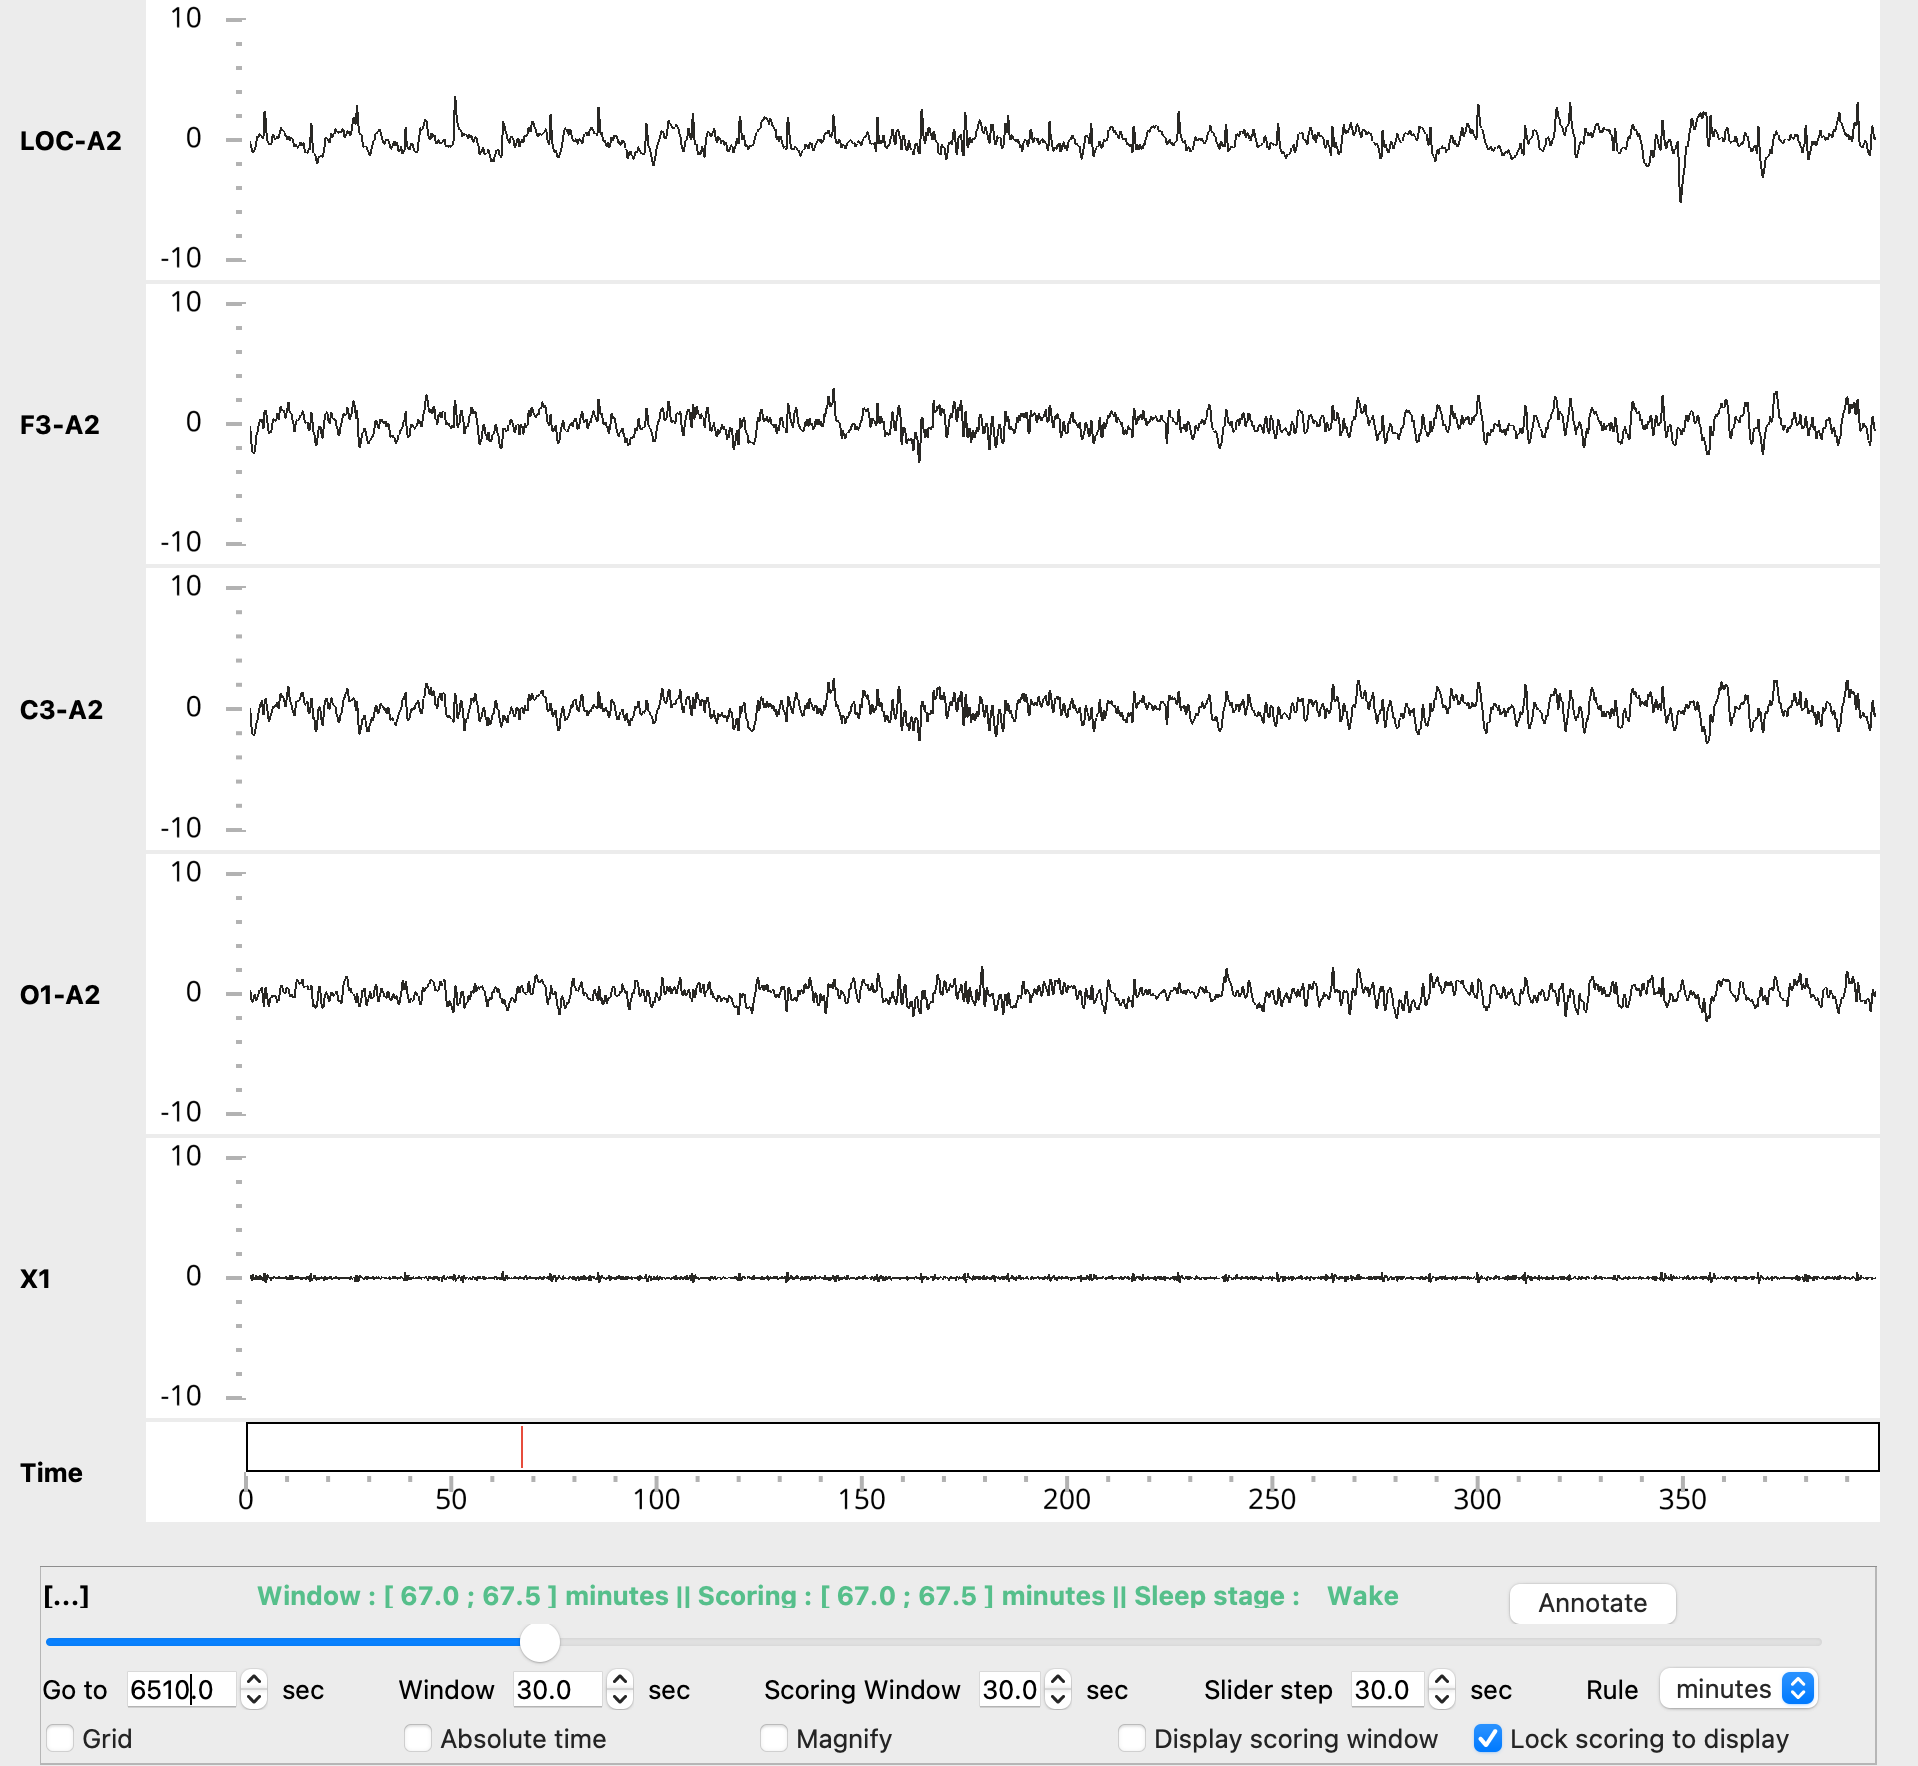 10
LOC-A2 0
-10
10
F3-A2 0
-10
10
C3-A2 0
-10
10
O1-A2 0
-10
10
X1 0
-10
Time
0 50 100 150 200 250 300 350
[...] Window : [ 67.0 ; 67.5 ] minutes || Scoring : [ 67.0 ; 67.5 ] minutes || Sleep stage : Wake Annotate
Go to 6510.0 sec Window 30.0 sec Scoring Window 30.0 sec Slider step 30.0 sec Rule minutes
Grid Absolute time Magnify Display scoring window Lock scoring to display